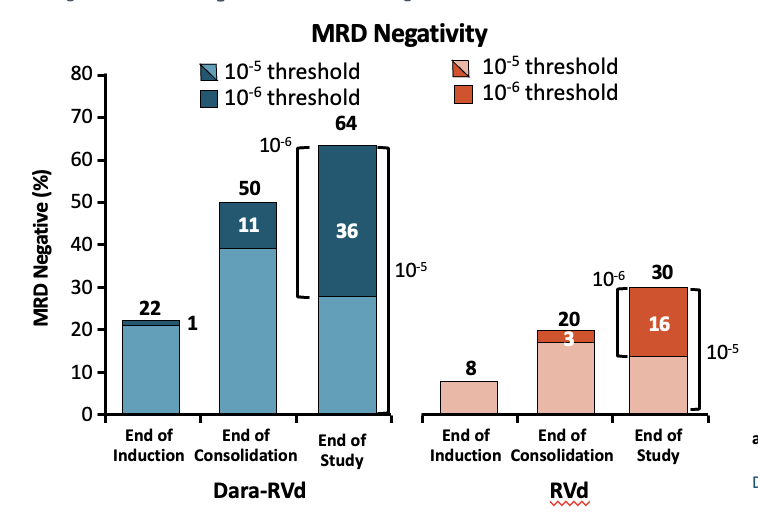 MRD Negativity
10⁻⁵ threshold
10⁻⁶ threshold
10⁻⁵ threshold
10⁻⁶ threshold
MRD Negative (%)
80
70
60
50
40
30
20
10
0
22
1
50
11
10⁻⁶
64
36
10⁻⁵
8
20
3
10⁻⁶
30
16
10⁻⁵
End of
Induction
End of
Consolidation
End of
Study
End of
Induction
End of
Consolidation
End of
Study
Dara-RVd
RVd